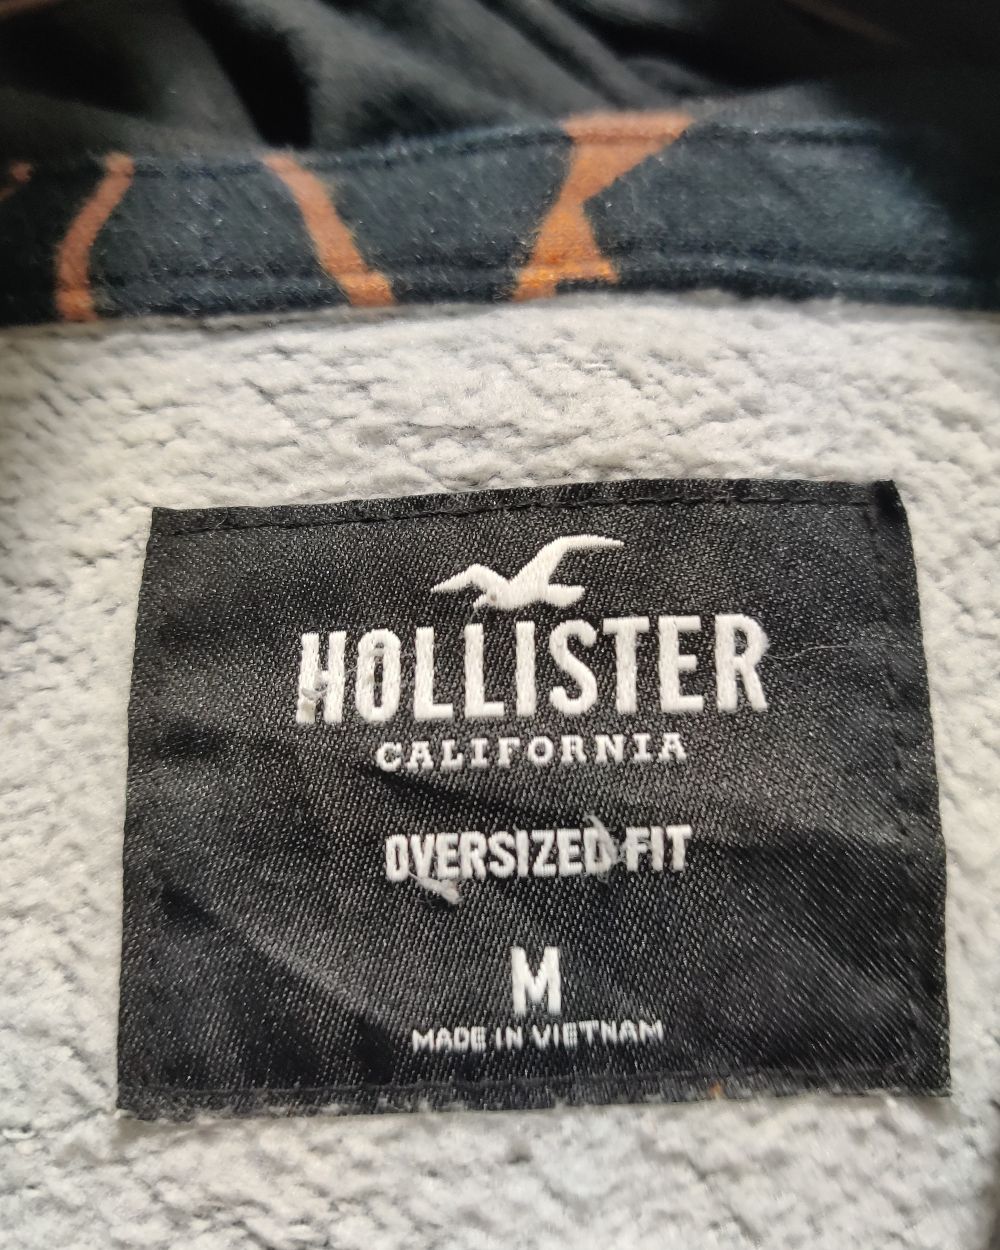 HOLLISTER
CALIFORNIA
OVERSIZED FIT
M
MADE IN VIETNAM